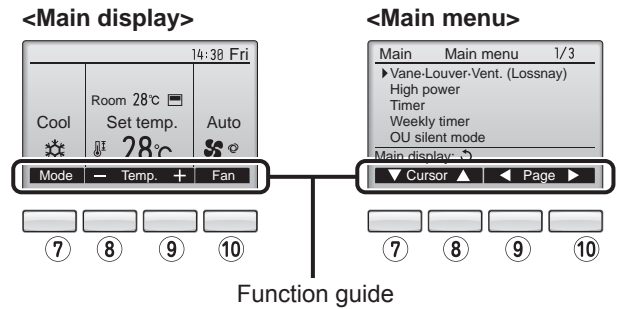 <Main display>
14:30 Fri
Room 28°C
Cool Set temp. Auto
28°C
Mode − Temp. + Fan
7 8 9 10
<Main menu>
Main Main menu 1/3
▶Vane·Louver·Vent. (Lossnay)
High power
Timer
Weekly timer
OU silent mode
Main display: ↺
▼ Cursor ▲ ◀ Page ▶
7 8 9 10
Function guide